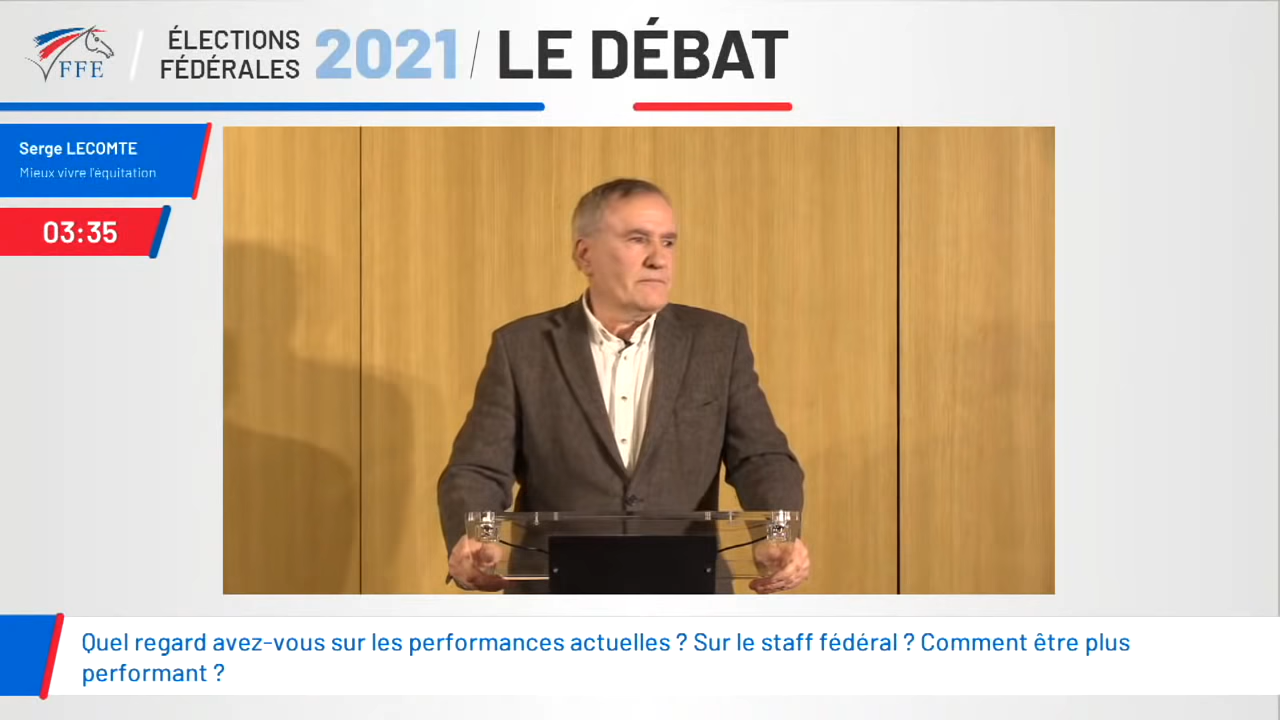 FFE
ÉLECTIONS
FÉDÉRALES
2021
LE DÉBAT
Serge LECOMTE
Mieux vivre l'équitation
03:35
Quel regard avez-vous sur les performances actuelles ? Sur le staff fédéral ? Comment être plus
performant ?